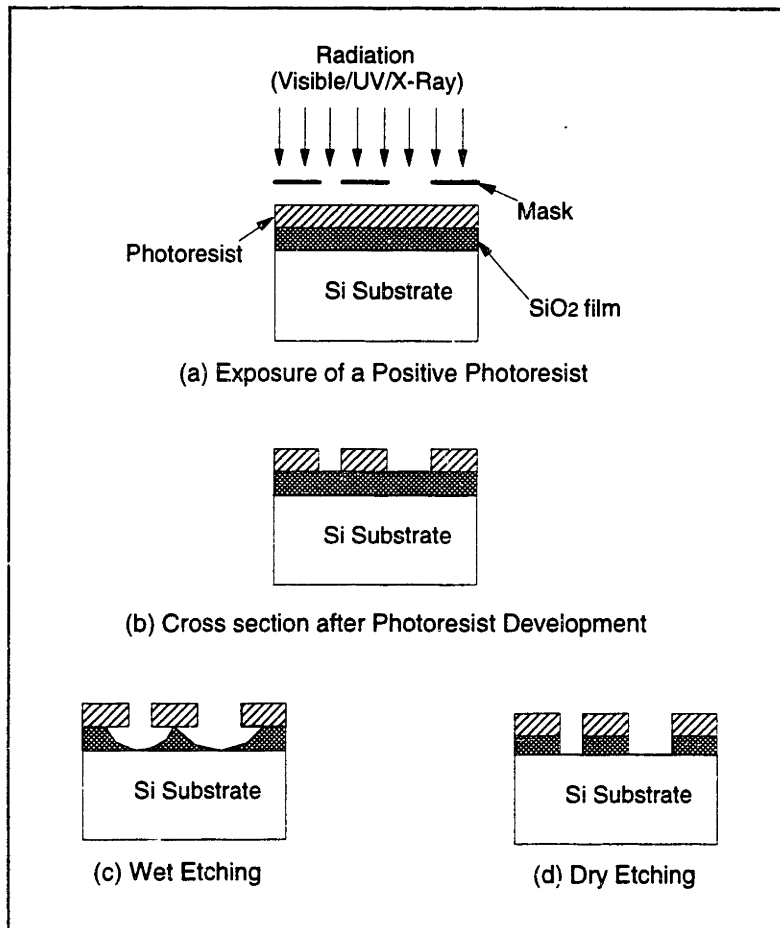 Radiation
(Visible/UV/X-Ray)
Mask
Photoresist
SiO2 film
Si Substrate
(a) Exposure of a Positive Photoresist
Si Substrate
(b) Cross section after Photoresist Development
Si Substrate
Si Substrate
(c) Wet Etching
(d) Dry Etching